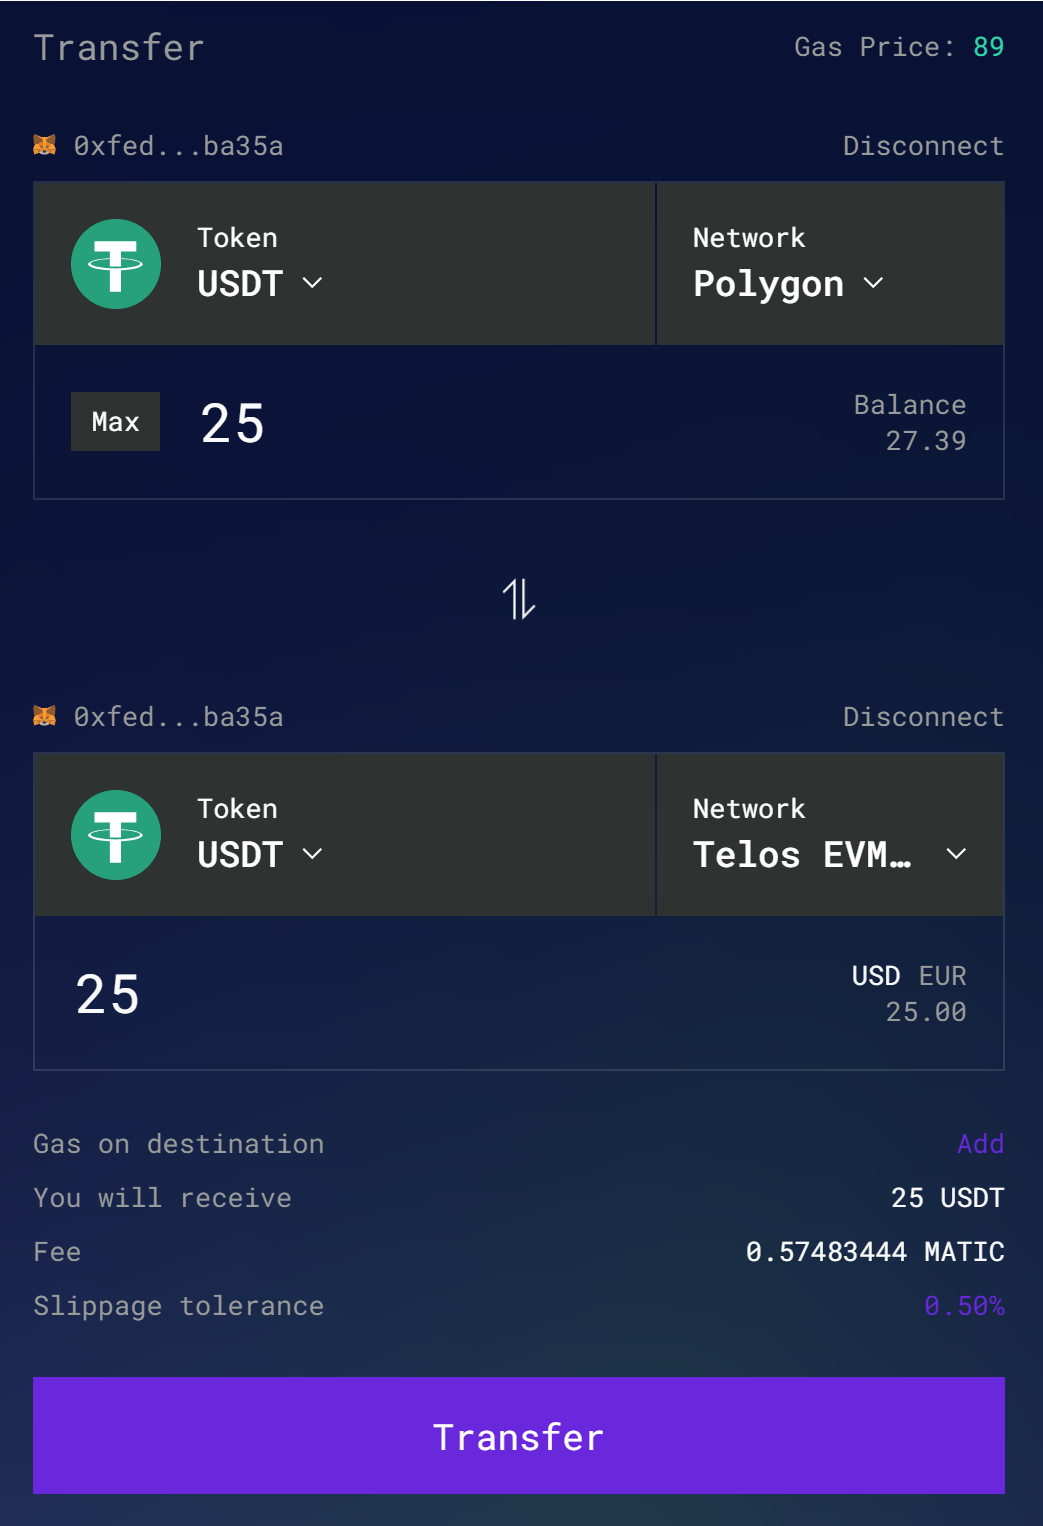 Transfer
Gas Price: 89
0xfed...ba35a
Disconnect
Token
USDT
Network
Polygon
Max
25
Balance
27.39
0xfed...ba35a
Disconnect
Token
USDT
Network
Telos EVM…
25
USD EUR
25.00
Gas on destination
Add
You will receive
25 USDT
Fee
0.57483444 MATIC
Slippage tolerance
0.50%
Transfer